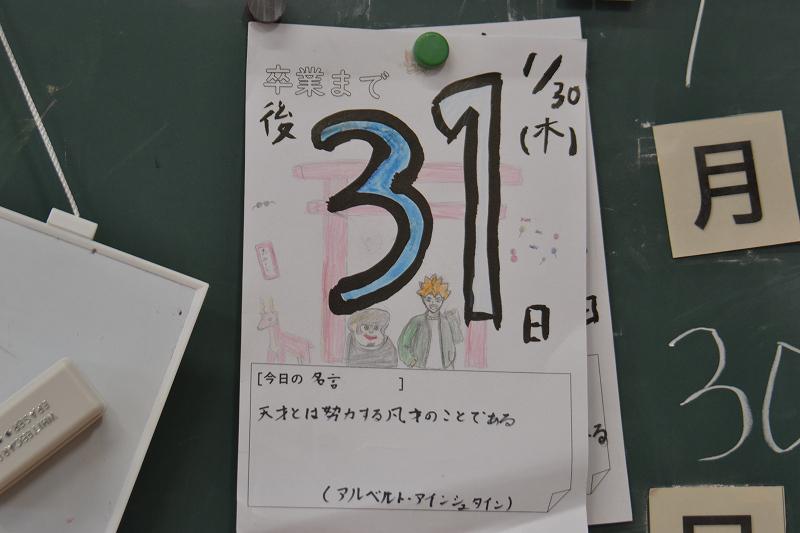 卒業まで
後
31
日
1/30
(木)
[今日の 名言 ]
天才とは努力する凡才のことである
(アルベルト・アインシュタイン)
月
30
日
る